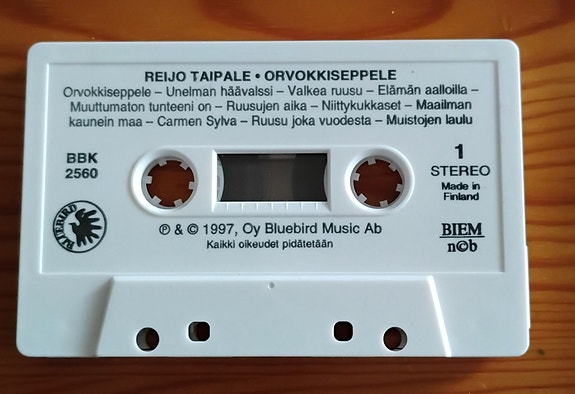 REIJO TAIPALE • ORVOKKISEPPELE
Orvokkiseppele – Unelman häävalssi – Valkea ruusu – Elämän aalloilla –
Muuttumaton tunteeni on – Ruusujen aika – Niittykukkaset – Maailman
kaunein maa – Carmen Sylva – Ruusu joka vuodesta – Muistojen laulu
BBK
2560
1
STEREO
Made in
Finland
BLUEBIRD
℗ & © 1997, Oy Bluebird Music Ab
Kaikki oikeudet pidätetään
BIEM
n©b